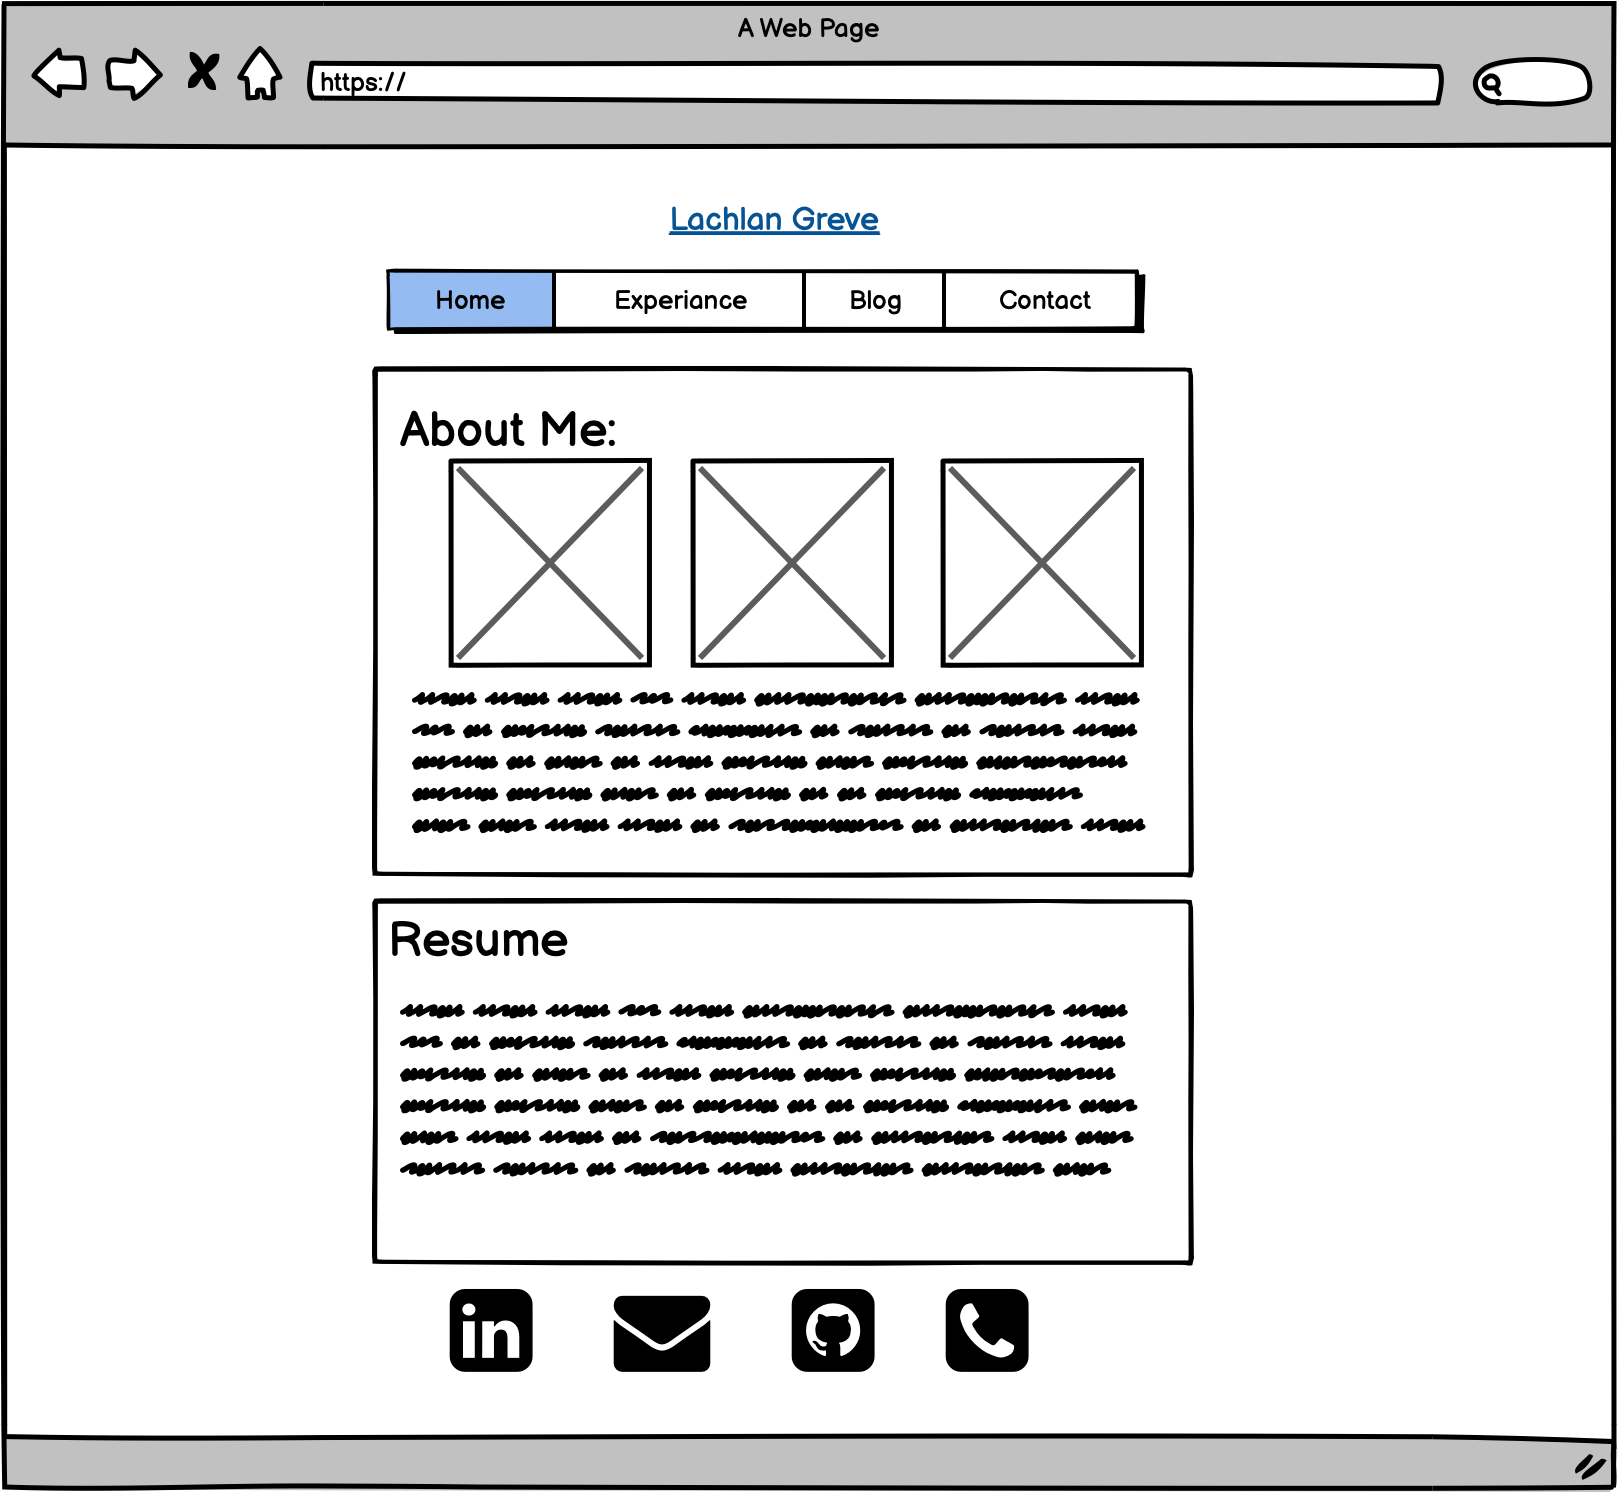 A Web Page
https://
Lachlan Greve
Home Experiance Blog Contact
About Me:
Resume
in